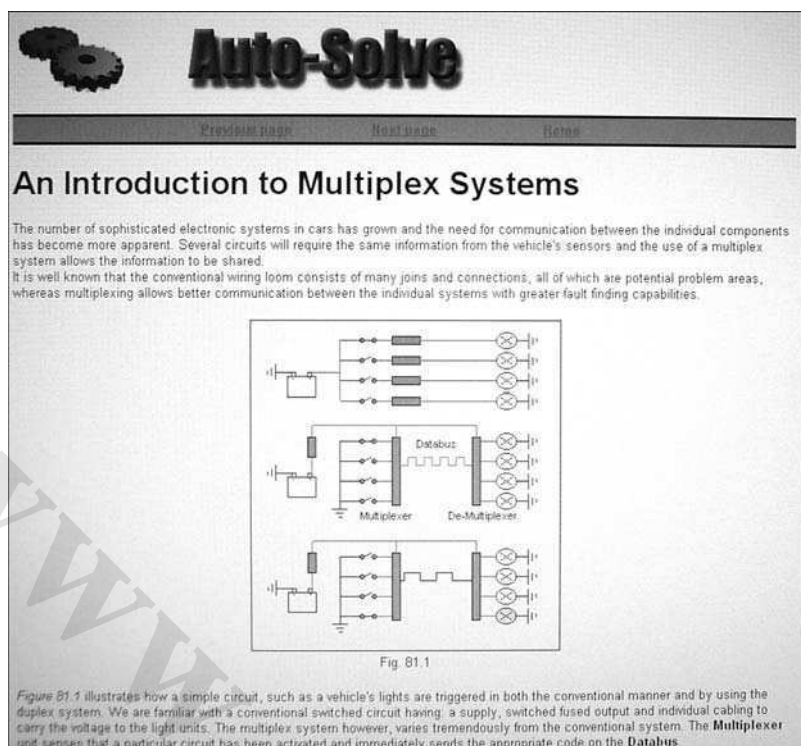 Auto-Solve
Previous page Next page Home
An Introduction to Multiplex Systems
The number of sophisticated electronic systems in cars has grown and the need for communication between the individual components
has become more apparent. Several circuits will require the same information from the vehicle's sensors and the use of a multiplex
system allows the information to be shared.
It is well known that the conventional wiring loom consists of many joins and connections, all of which are potential problem areas,
whereas multiplexing allows better communication between the individual systems with greater fault finding capabilities.
Databus
Multiplexer De-Multiplexer
Fig. 81.1
Figure 81.1 illustrates how a simple circuit, such as a vehicle's lights are triggered in both the conventional manner and by using the
duplex system. We are familiar with a conventional switched circuit having: a supply, switched fused output and individual cabling to
carry the voltage to the light units. The multiplex system however, varies tremendously from the conventional system. The Multiplexer
unit senses that a particular circuit has been activated and immediately sends the appropriate code on the Databus
www